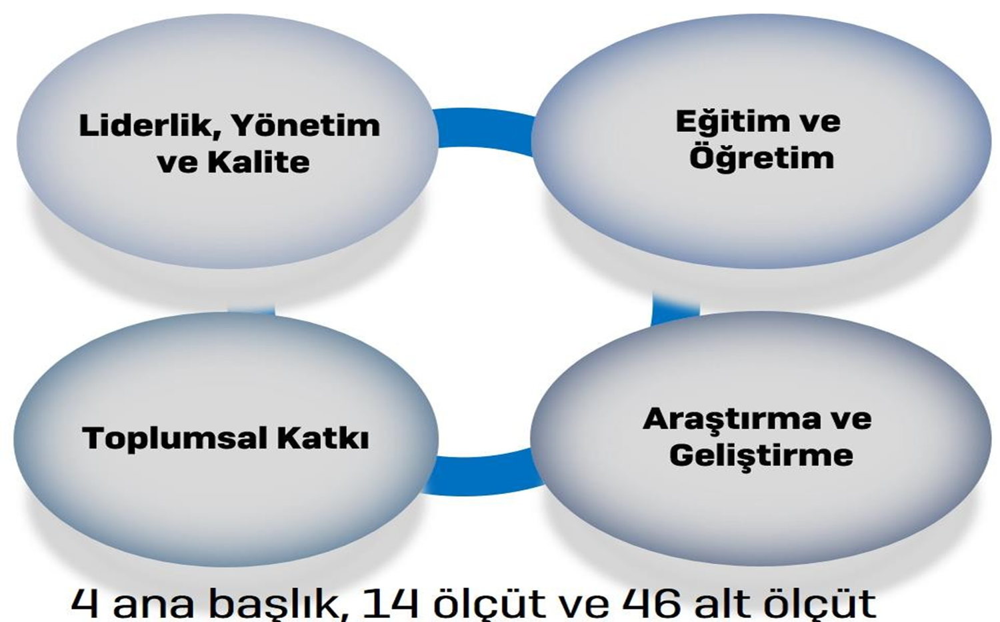 Liderlik, Yönetim
ve Kalite
Eğitim ve
Öğretim
Toplumsal Katkı
Araştırma ve
Geliştirme
4 ana başlık, 14 ölçüt ve 46 alt ölçüt